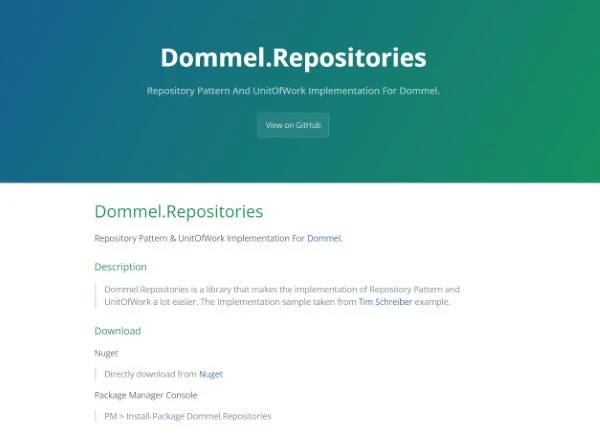 Dommel.Repositories
Repository Pattern And UnitOfWork Implementation For Dommel.
View on GitHub
Dommel.Repositories
Repository Pattern & UnitOfWork Implementation For Dommel.
Description
Dommel.Repositories is a library that makes the implementation of Repository Pattern and
UnitOfWork a lot easier. The Implementation sample taken from Tim Schreiber example.
Download
Nuget
Directly download from Nuget
Package Manager Console
PM > Install-Package Dommel.Repositories